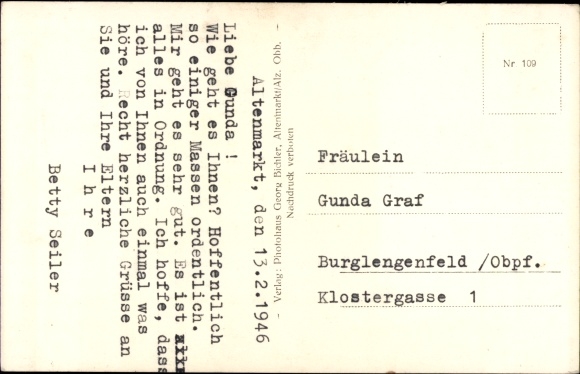 Altenmarkt, den 13.2.1946
Liebe Gunda !
Wie geht es Ihnen? Hoffentlich
so einiger Massen ordentlich.
Mir geht es sehr gut. Es ist
alles in Ordnung. Ich hoffe, dass
ich von Ihnen auch einmal was
höre. Recht herzliche Grüsse an
Sie und Ihre Eltern
I h r e
Betty Seiler
- Verlag: Photohaus Georg Bichler, Altenmarkt/Alz, Obb. -
Nachdruck verboten
Nr 109
Fräulein
Gunda Graf
Burglengenfeld /Obpf.
Klostergasse 1